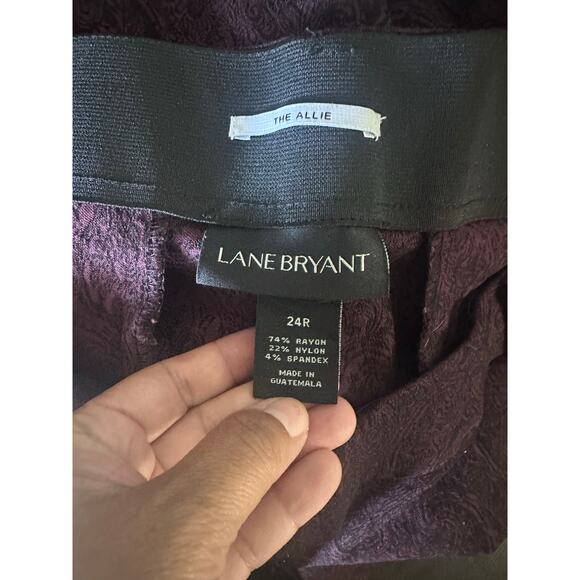 THE ALLIE
LANE BRYANT
24R
74% RAYON
22% NYLON
4% SPANDEX
MADE IN
GUATEMALA